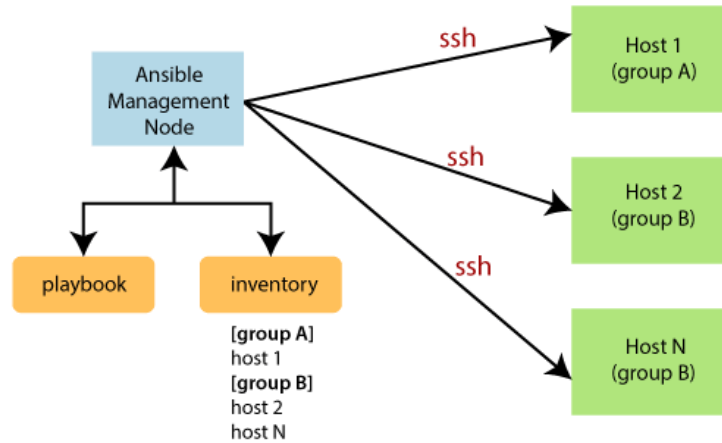 Ansible
Management
Node
ssh
Host 1
(group A)
ssh
Host 2
(group B)
ssh
Host N
(group B)
playbook
inventory
[group A]
host 1
[group B]
host 2
host N